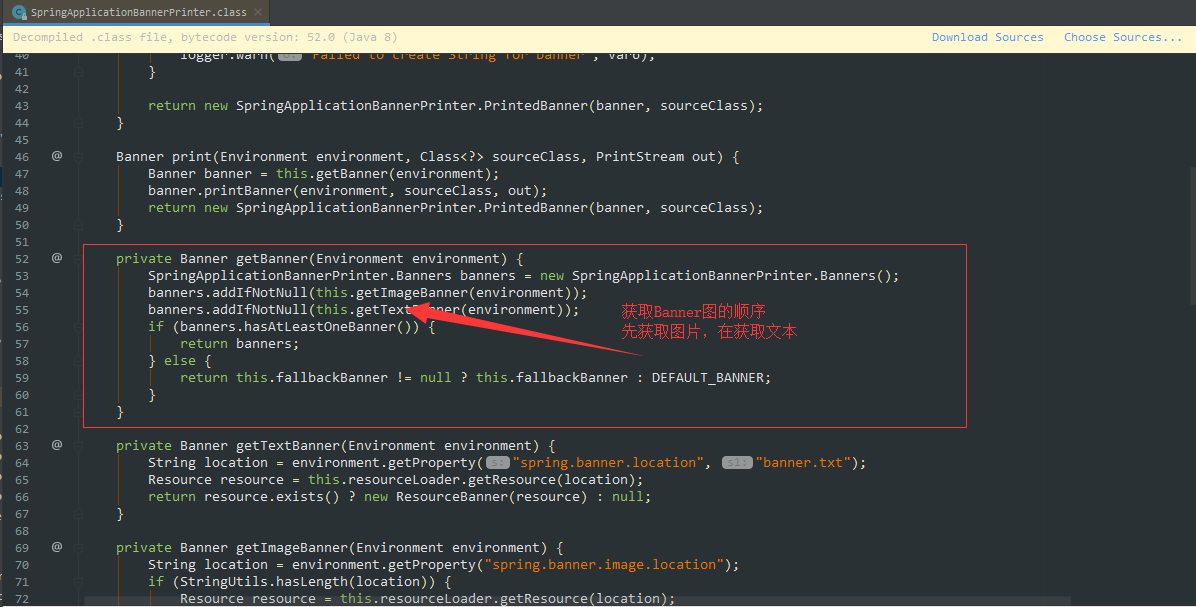 SpringApplicationBannerPrinter.class
Decompiled .class file, bytecode version: 52.0 (Java 8) Download Sources Choose Sources...
40 logger.warn( "Failed to create String for banner", var6);
41 }
42
43 return new SpringApplicationBannerPrinter.PrintedBanner(banner, sourceClass);
44 }
45
46 @ Banner print(Environment environment, Class<?> sourceClass, PrintStream out) {
47 Banner banner = this.getBanner(environment);
48 banner.printBanner(environment, sourceClass, out);
49 return new SpringApplicationBannerPrinter.PrintedBanner(banner, sourceClass);
50 }
51
52 @ private Banner getBanner(Environment environment) {
53 SpringApplicationBannerPrinter.Banners banners = new SpringApplicationBannerPrinter.Banners();
54 banners.addIfNotNull(this.getImageBanner(environment));
55 banners.addIfNotNull(this.getTextBanner(environment));
获取Banner图的顺序
先获取图片，在获取文本
56 if (banners.hasAtLeastOneBanner()) {
57 return banners;
58 } else {
59 return this.fallbackBanner != null ? this.fallbackBanner : DEFAULT_BANNER;
60 }
61 }
62
63 @ private Banner getTextBanner(Environment environment) {
64 String location = environment.getProperty( s: "spring.banner.location", s1: "banner.txt");
65 Resource resource = this.resourceLoader.getResource(location);
66 return resource.exists() ? new ResourceBanner(resource) : null;
67 }
68
69 @ private Banner getImageBanner(Environment environment) {
70 String location = environment.getProperty("spring.banner.image.location");
71 if (StringUtils.hasLength(location)) {
72 Resource resource = this.resourceLoader.getResource(location);